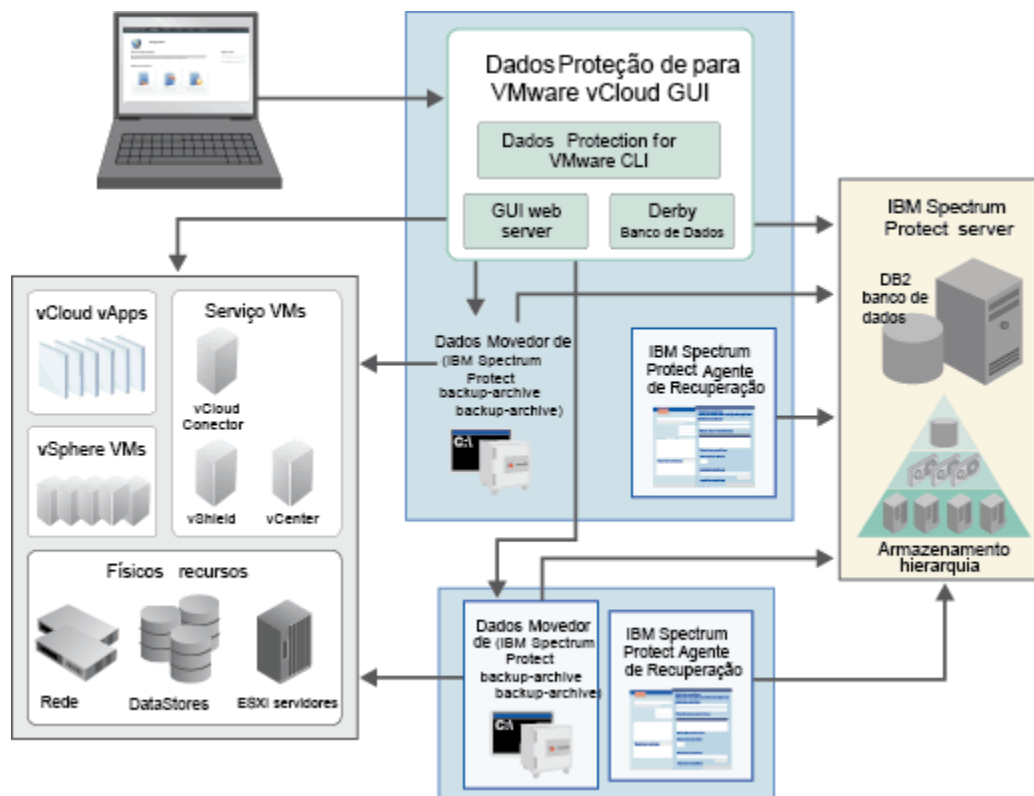 Dados Proteção de para
VMware vCloud GUI
Dados Protection for
VMware CLI
GUI web
server
Derby
Banco de Dados
IBM Spectrum
Protect server
DB2
banco de
dados
Armazenamento
hierarquia
vCloud vApps
Serviço VMs
vCloud
Conector
vSphere VMs
vShield
vCenter
Físicos recursos
Rede
DataStores
ESXI servidores
Dados Movedor de
(IBM Spectrum
Protect
backup-archive
backup-archive)
C:\
IBM Spectrum
Protect Agente
de Recuperação
Dados Movedor
de (IBM Spectrum
Protect
backup-archive
backup-archive)
C:\
IBM Spectrum
Protect Agente
de Recuperação